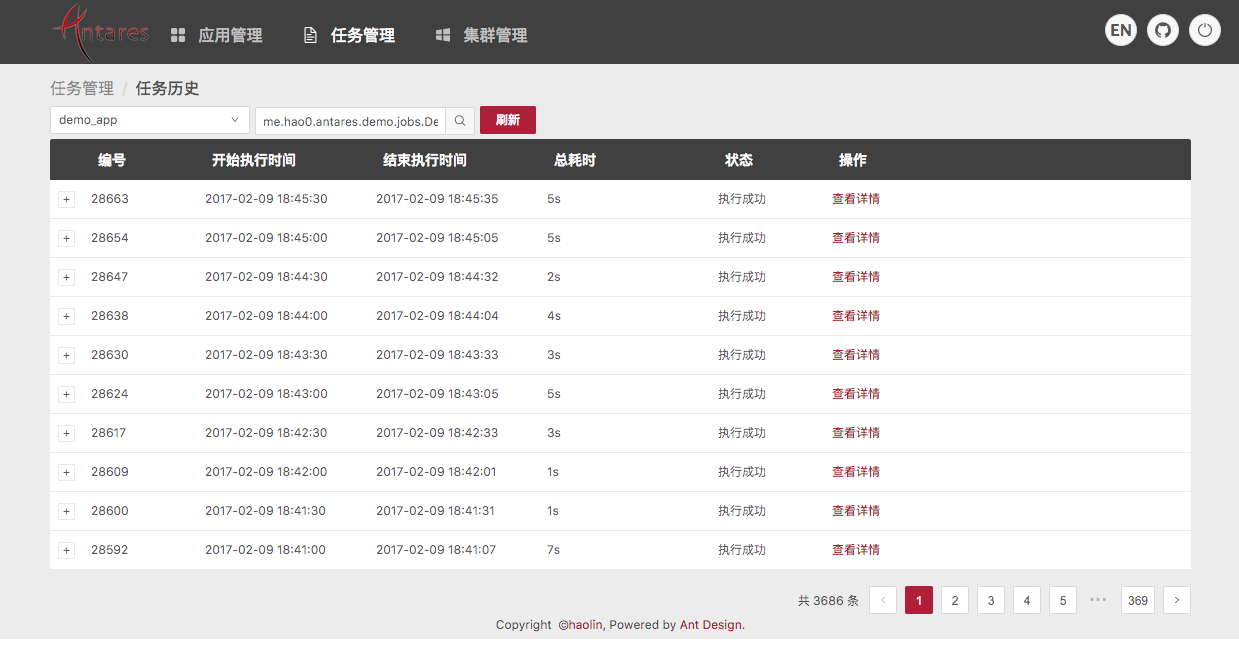 Antares 应用管理 任务管理 集群管理 EN
任务管理 / 任务历史
demo_app me.hao0.antares.demo.jobs.De 刷新
编号 开始执行时间 结束执行时间 总耗时 状态 操作
+ 28663 2017-02-09 18:45:30 2017-02-09 18:45:35 5s 执行成功 查看详情
+ 28654 2017-02-09 18:45:00 2017-02-09 18:45:05 5s 执行成功 查看详情
+ 28647 2017-02-09 18:44:30 2017-02-09 18:44:32 2s 执行成功 查看详情
+ 28638 2017-02-09 18:44:00 2017-02-09 18:44:04 4s 执行成功 查看详情
+ 28630 2017-02-09 18:43:30 2017-02-09 18:43:33 3s 执行成功 查看详情
+ 28624 2017-02-09 18:43:00 2017-02-09 18:43:05 5s 执行成功 查看详情
+ 28617 2017-02-09 18:42:30 2017-02-09 18:42:33 3s 执行成功 查看详情
+ 28609 2017-02-09 18:42:00 2017-02-09 18:42:01 1s 执行成功 查看详情
+ 28600 2017-02-09 18:41:30 2017-02-09 18:41:31 1s 执行成功 查看详情
+ 28592 2017-02-09 18:41:00 2017-02-09 18:41:07 7s 执行成功 查看详情
共 3686 条 < 1 2 3 4 5 ••• 369 >
Copyright ©haolin, Powered by Ant Design.